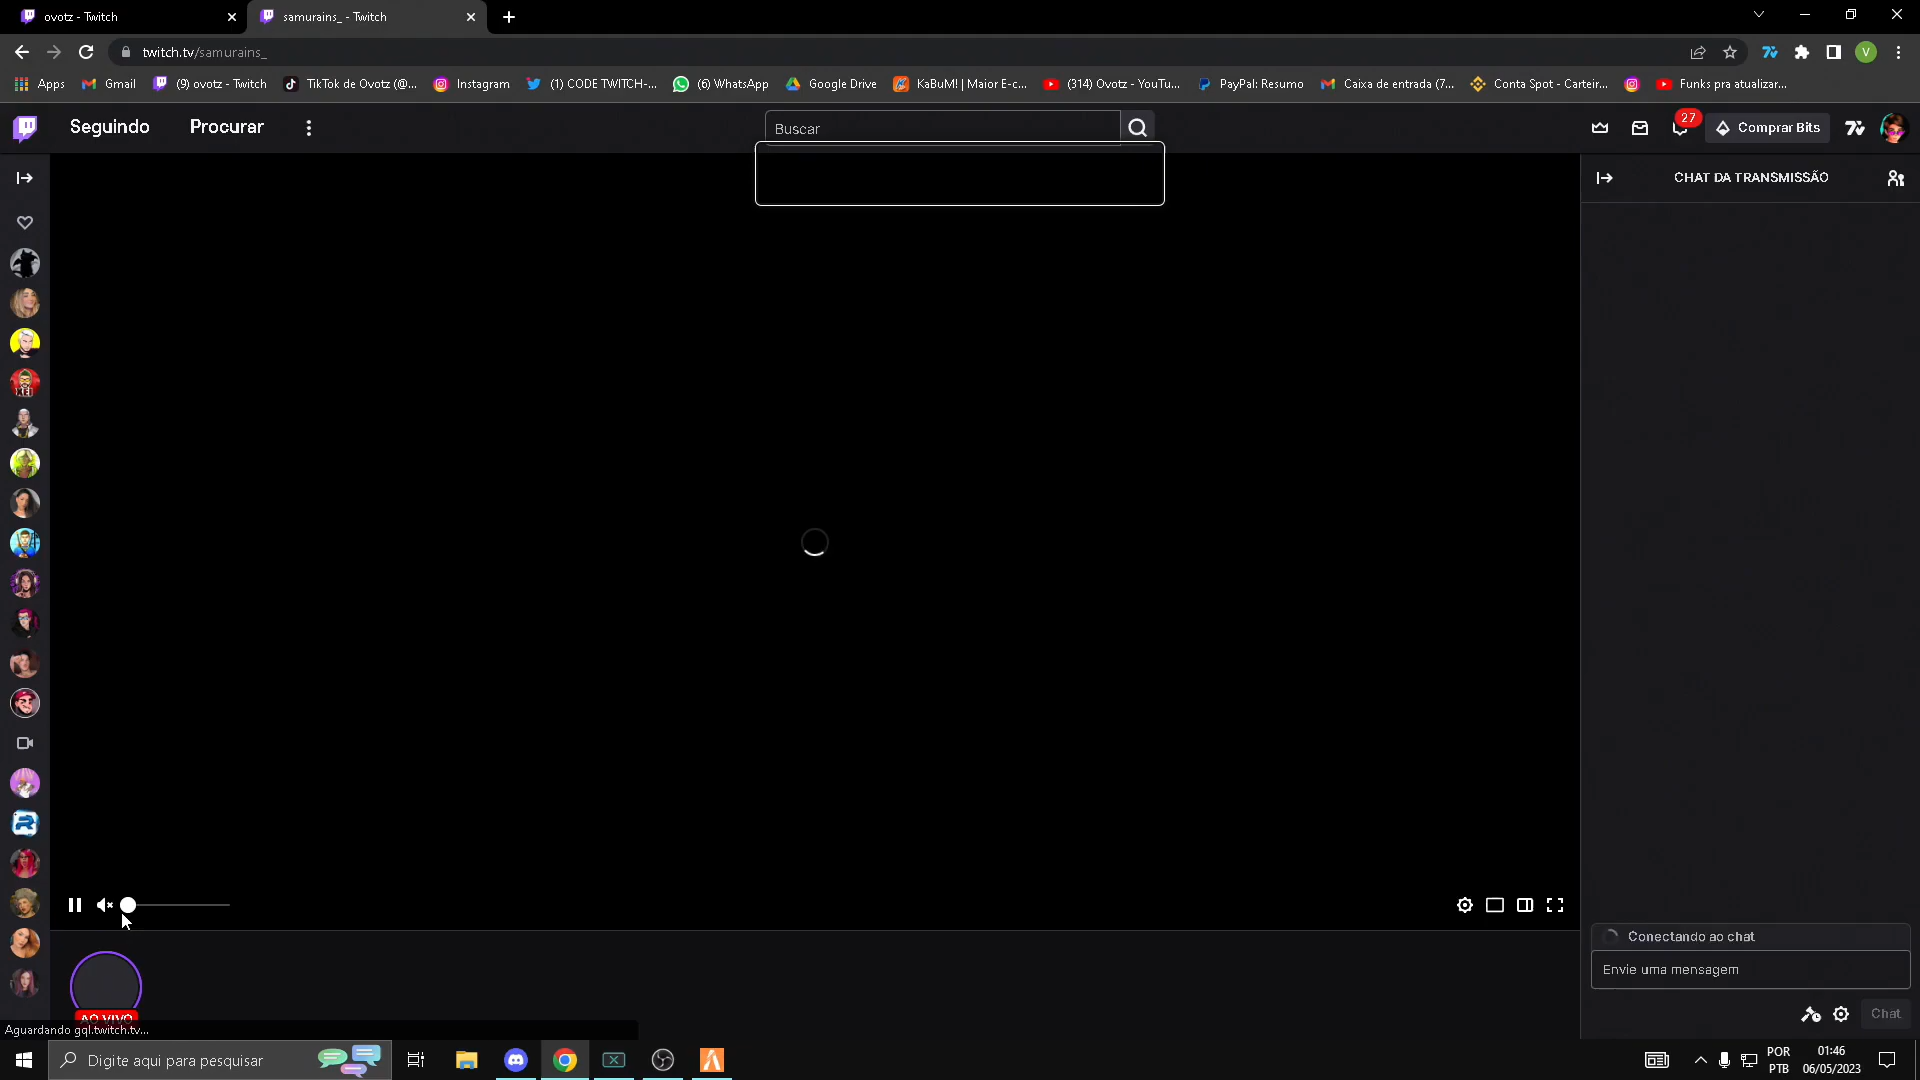 ovotz - Twitch
samurains_ - Twitch
twitch.tv/samurains_
V
Apps
Gmail
(9) ovotz - Twitch
TikTok de Ovotz (@...
Instagram
(1) CODE TWITCH-...
(6) WhatsApp
Google Drive
KaBuM! | Maior E-c...
(314) Ovotz - YouTu...
PayPal: Resumo
Caixa de entrada (7...
Conta Spot - Carteir...
Funks pra atualizar...
Seguindo
Procurar
Buscar
27
Comprar Bits
CHAT DA TRANSMISSÃO
Conectando ao chat
Envie uma mensagem
Chat
AO VIVO
Aguardando gql.twitch.tv...
Digite aqui para pesquisar
POR
PTB
01:46
06/05/2023